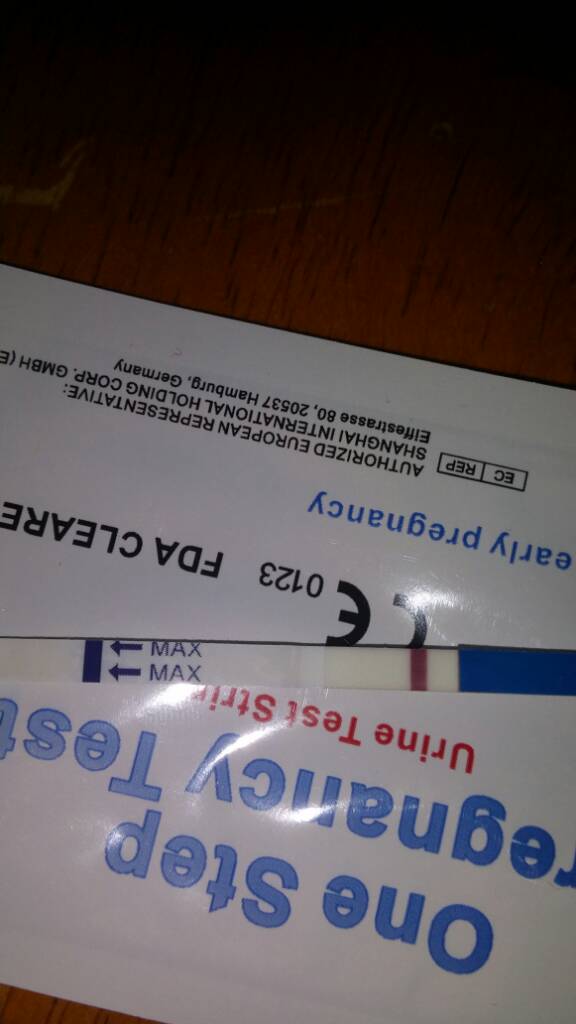 One Step
regnancy Test
Urine Test Strip
MAX
MAX
CE 0123 FDA CLEARE
early pregnancy
EC REP AUTHORIZED EUROPEAN REPRESENTATIVE:
SHANGHAI INTERNATIONAL HOLDING CORP. GMBH (E
Eiffestrasse 80, 20537 Hamburg, Germany